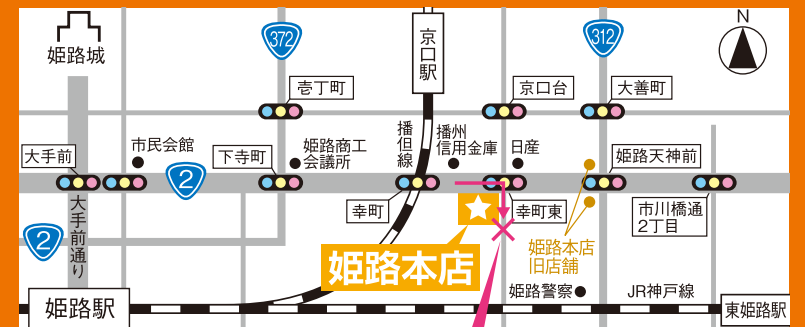 姫路城
372
京口駅
312
N
壱丁町
京口台
大善町
大手前
市民会館
2
下寺町
姫路商工
会議所
播但線
播州
信用金庫
日産
姫路天神前
幸町
幸町東
市川橋通
2丁目
大手前通り
2
姫路本店
姫路本店
旧店舗
姫路警察
JR神戸線
姫路駅
東姫路駅